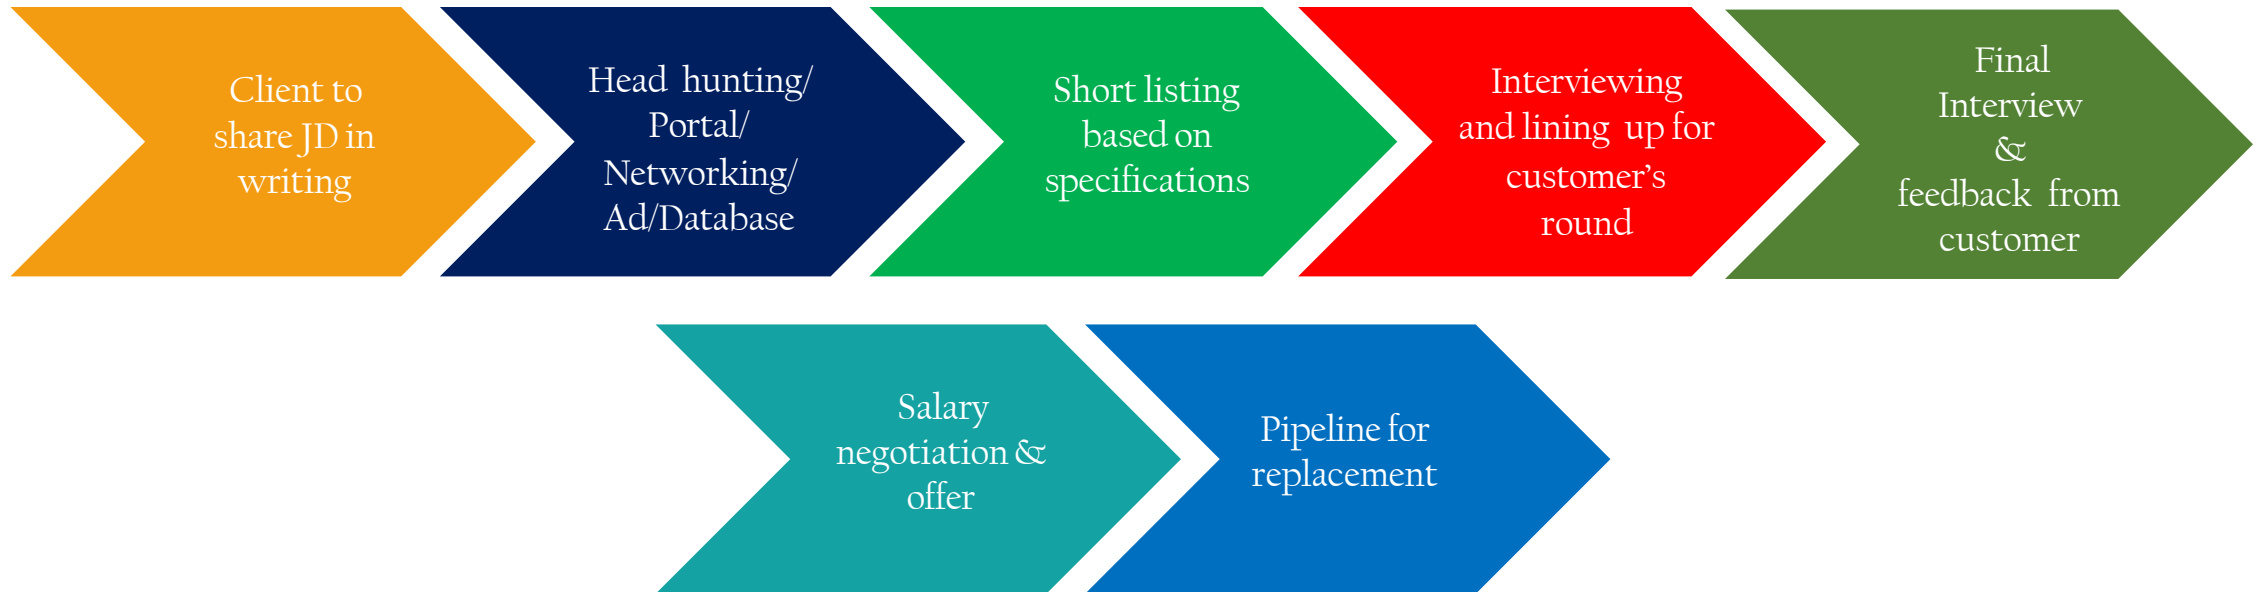 Client to
share JD in
writing
Head hunting/
Portal/
Networking/
Ad/Database
Short listing
based on
specifications
Interviewing
and lining up for
customer’s
round
Final
Interview
&
feedback from
customer
Salary
negotiation &
offer
Pipeline for
replacement